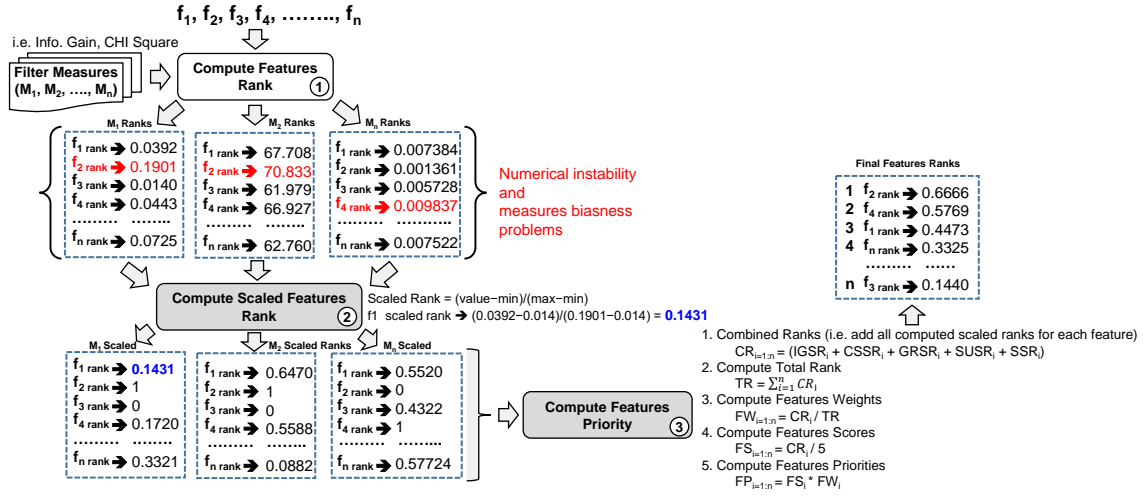 f1, f2, f3, f4, ………, fn
i.e. Info. Gain, CHI Square
Filter Measures
(M1, M2, …., Mn)
Compute Features
Rank
1
M1 Ranks
f1 rank ➔ 0.0392
f2 rank ➔ 0.1901
f3 rank ➔ 0.0140
f4 rank ➔ 0.0443
……… ……..
fn rank ➔ 0.0725
M2 Ranks
f1 rank ➔ 67.708
f2 rank ➔ 70.833
f3 rank ➔ 61.979
f4 rank ➔ 66.927
……… ……
fn rank ➔ 62.760
Mn Ranks
f1 rank ➔ 0.007384
f2 rank ➔ 0.001361
f3 rank ➔ 0.005728
f4 rank ➔ 0.009837
……… ………..
fn rank ➔ 0.007522
Numerical instability
and
measures biasness
problems
Compute Scaled Features
Rank
2
Scaled Rank = (value−min)/(max−min)
f1 scaled rank ➔ (0.0392−0.014)/(0.1901−0.014) = 0.1431
M1 Scaled
f1 rank ➔ 0.1431
f2 rank ➔ 1
f3 rank ➔ 0
f4 rank ➔ 0.1720
……… ……..
fn rank ➔ 0.3321
M2 Scaled Ranks
f1 rank ➔ 0.6470
f2 rank ➔ 1
f3 rank ➔ 0
f4 rank ➔ 0.5588
……… ……
fn rank ➔ 0.0882
Mn Scaled
f1 rank ➔ 0.5520
f2 rank ➔ 0
f3 rank ➔ 0.4322
f4 rank ➔ 1
……… ……..
fn rank ➔ 0.57724
Compute Features
Priority
3
Final Features Ranks
1 f2 rank ➔ 0.6666
2 f4 rank ➔ 0.5769
3 f1 rank ➔ 0.4473
4 fn rank ➔ 0.3325
……… ……
n f3 rank ➔ 0.1440
1. Combined Ranks (i.e. add all computed scaled ranks for each feature)
CRi=1:n = (IGSRi + CSSRi + GRSRi + SUSRi + SSRi)
2. Compute Total Rank
TR = ∑ni=1 CRI
3. Compute Features Weights
FWi=1:n = CRi / TR
4. Compute Features Scores
FSi=1:n = CRi / 5
5. Compute Features Priorities
FPi=1:n = FSi * FWi